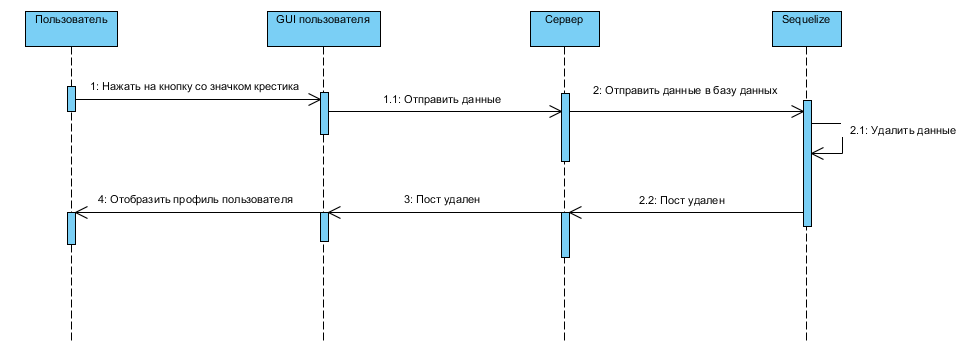 Пользователь
GUI пользователя
Сервер
Sequelize
1: Нажать на кнопку со значком крестика
1.1: Отправить данные
2: Отправить данные в базу данных
2.1: Удалить данные
4: Отобразить профиль пользователя
3: Пост удален
2.2: Пост удален